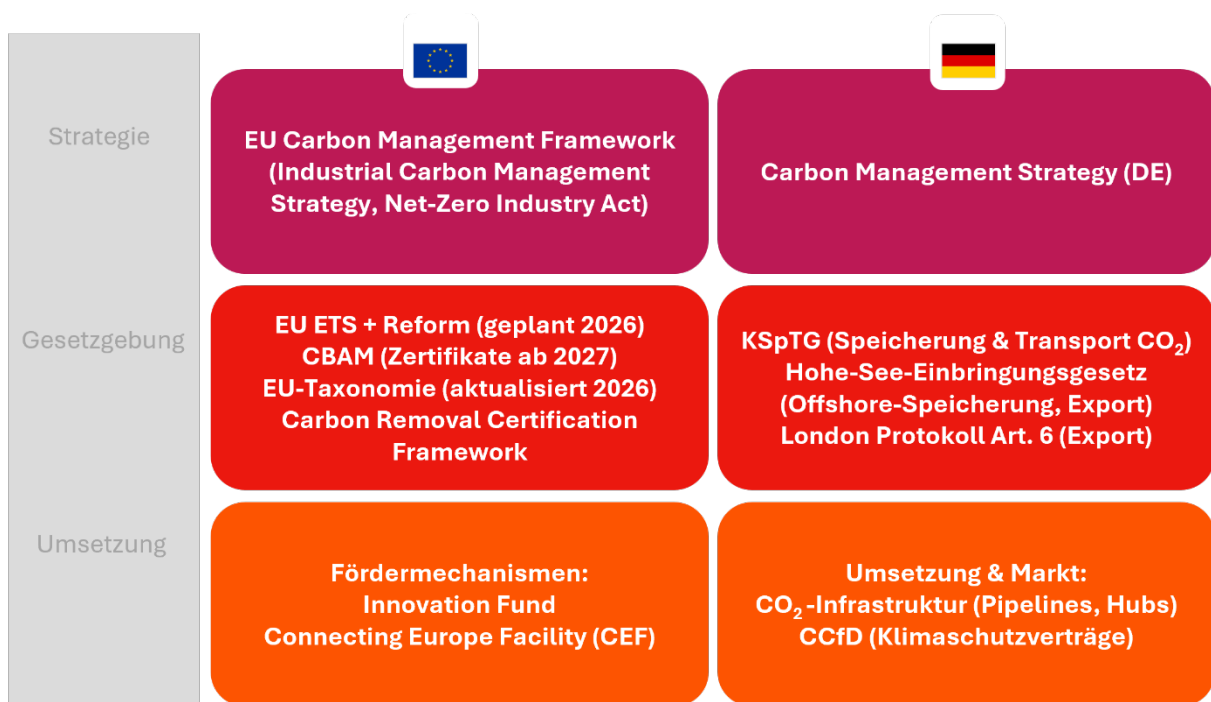 Strategie
EU Carbon Management Framework
(Industrial Carbon Management
Strategy, Net-Zero Industry Act)
Carbon Management Strategy (DE)
Gesetzgebung
EU ETS + Reform (geplant 2026)
CBAM (Zertifikate ab 2027)
EU-Taxonomie (aktualisiert 2026)
Carbon Removal Certification
Framework
KSpTG (Speicherung & Transport CO₂)
Hohe-See-Einbringungsgesetz
(Offshore-Speicherung, Export)
London Protokoll Art. 6 (Export)
Umsetzung
Fördermechanismen:
Innovation Fund
Connecting Europe Facility (CEF)
Umsetzung & Markt:
CO₂-Infrastruktur (Pipelines, Hubs)
CCfD (Klimaschutzverträge)